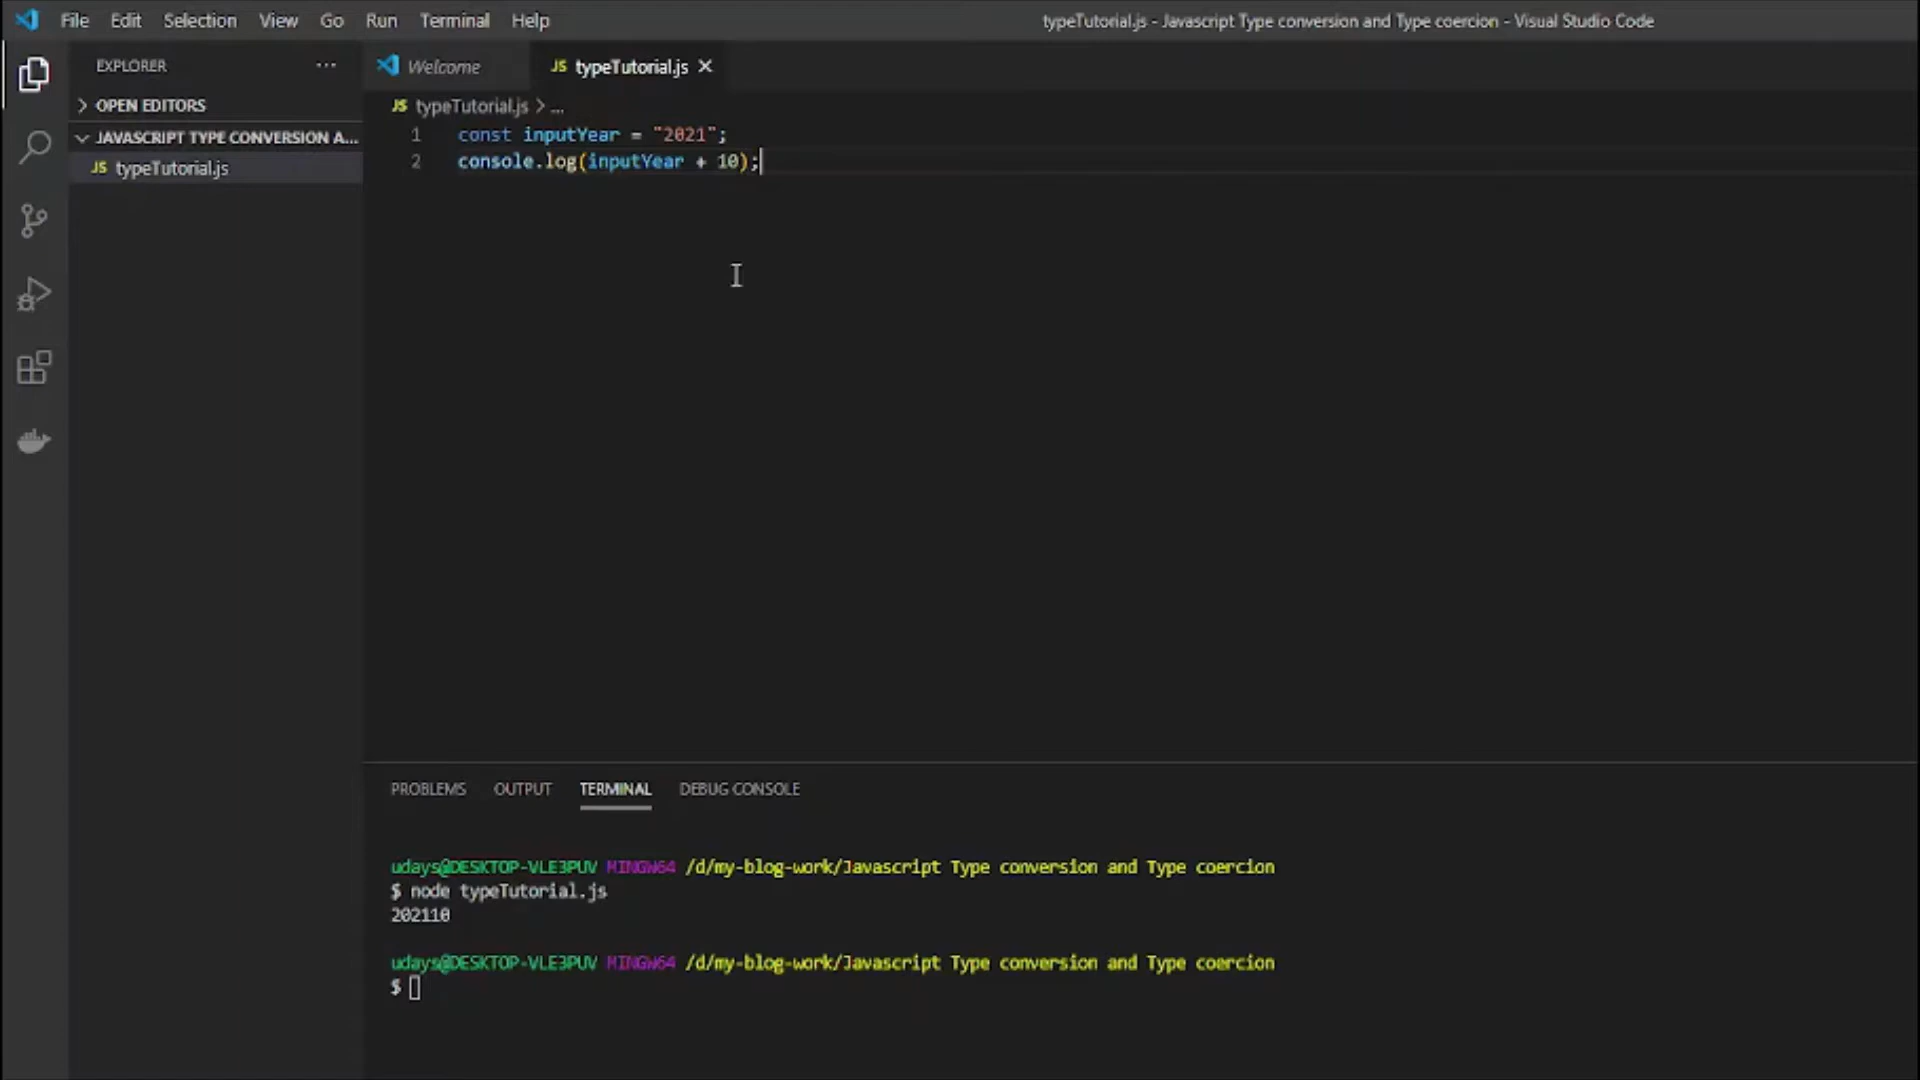 File Edit Selection View Go Run Terminal Help typeTutorial.js - Javascript Type conversion and Type coercion - Visual Studio Code
EXPLORER ··· Welcome JS typeTutorial.js ×
> OPEN EDITORS
JS typeTutorial.js > ...
JAVASCRIPT TYPE CONVERSION A...
JS typeTutorial.js
1 const inputYear = "2021";
2 console.log(inputYear + 10);
PROBLEMS OUTPUT TERMINAL DEBUG CONSOLE
udays@DESKTOP-VLE3PUV MINGW64 /d/my-blog-work/Javascript Type conversion and Type coercion
$ node typeTutorial.js
202110
udays@DESKTOP-VLE3PUV MINGW64 /d/my-blog-work/Javascript Type conversion and Type coercion
$